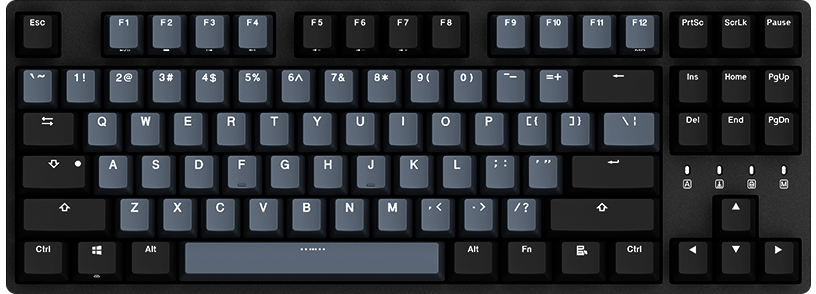 Esc F1 F2 F3 F4 F5 F6 F7 F8 F9 F10 F11 F12 PrtSc ScrLk Pause
`~ 1! 2@ 3# 4$ 5% 6^ 7& 8* 9( 0) -_ =+ ← Ins Home PgUp
Q W E R T Y U I O P [{ ]} \| Del End PgDn
A S D F G H J K L ;: '" A M
Z X C V B N M ,< .> /?
Ctrl Alt Alt Fn Ctrl